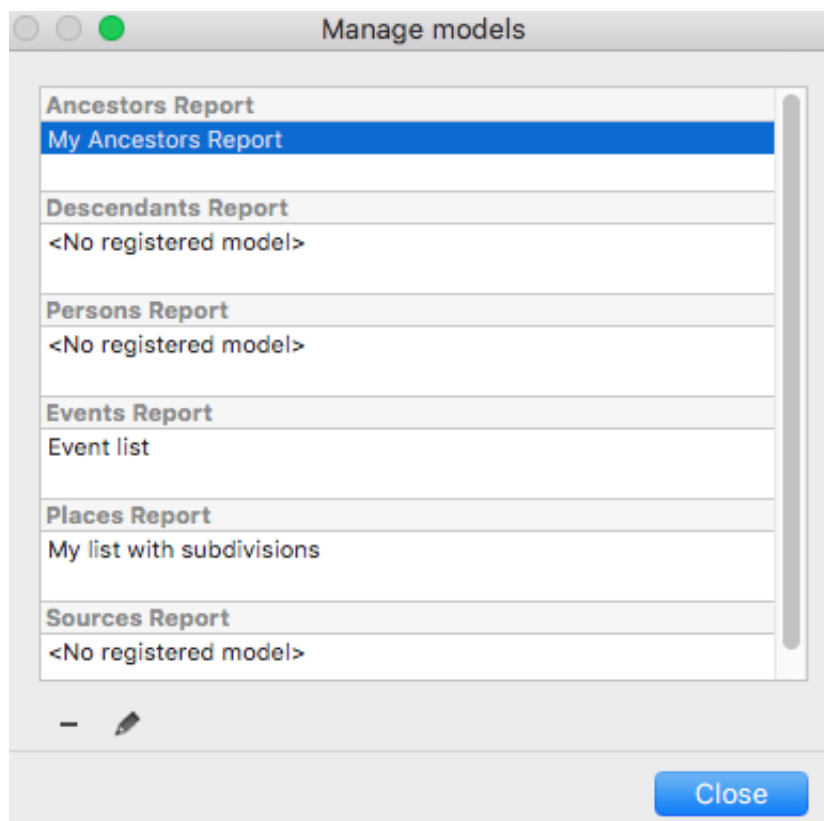 Manage models
Ancestors Report
My Ancestors Report
Descendants Report
<No registered model>
Persons Report
<No registered model>
Events Report
Event list
Places Report
My list with subdivisions
Sources Report
<No registered model>
Close